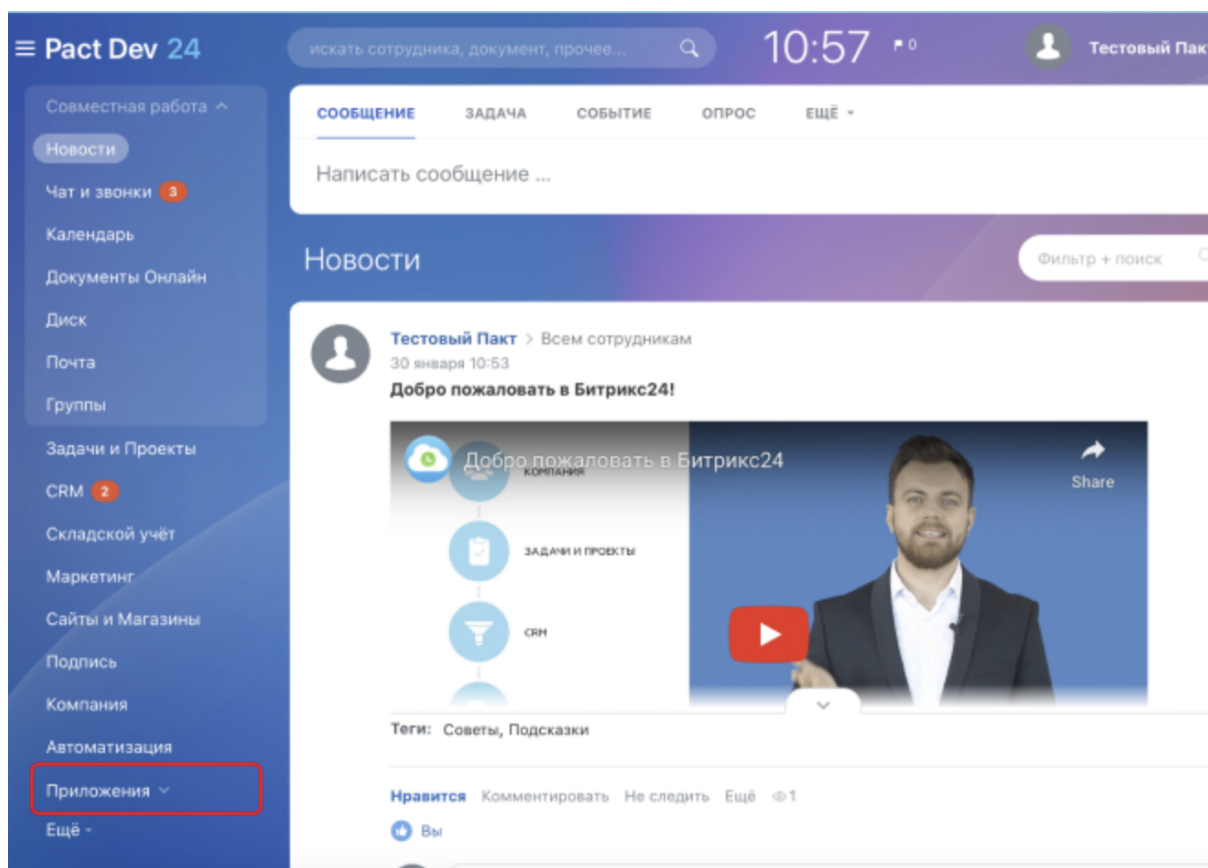 Pact Dev 24
искать сотрудника, документ, прочее...
10:57
0
Тестовый Пак
Совместная работа
Новости
Чат и звонки 3
Календарь
Документы Онлайн
Диск
Почта
Группы
Задачи и Проекты
CRM 2
Складской учёт
Маркетинг
Сайты и Магазины
Подпись
Компания
Автоматизация
Приложения
Ещё
СООБЩЕНИЕ ЗАДАЧА СОБЫТИЕ ОПРОС ЕЩЁ
Написать сообщение ...
Новости
Фильтр + поиск
Тестовый Пакт > Всем сотрудникам
30 января 10:53
Добро пожаловать в Битрикс24!
Добро пожаловать в Битрикс24
Share
КОМПАНИЯ
ЗАДАЧИ И ПРОЕКТЫ
CRM
Теги: Советы, Подсказки
Нравится Комментировать Не следить Ещё 1
Вы